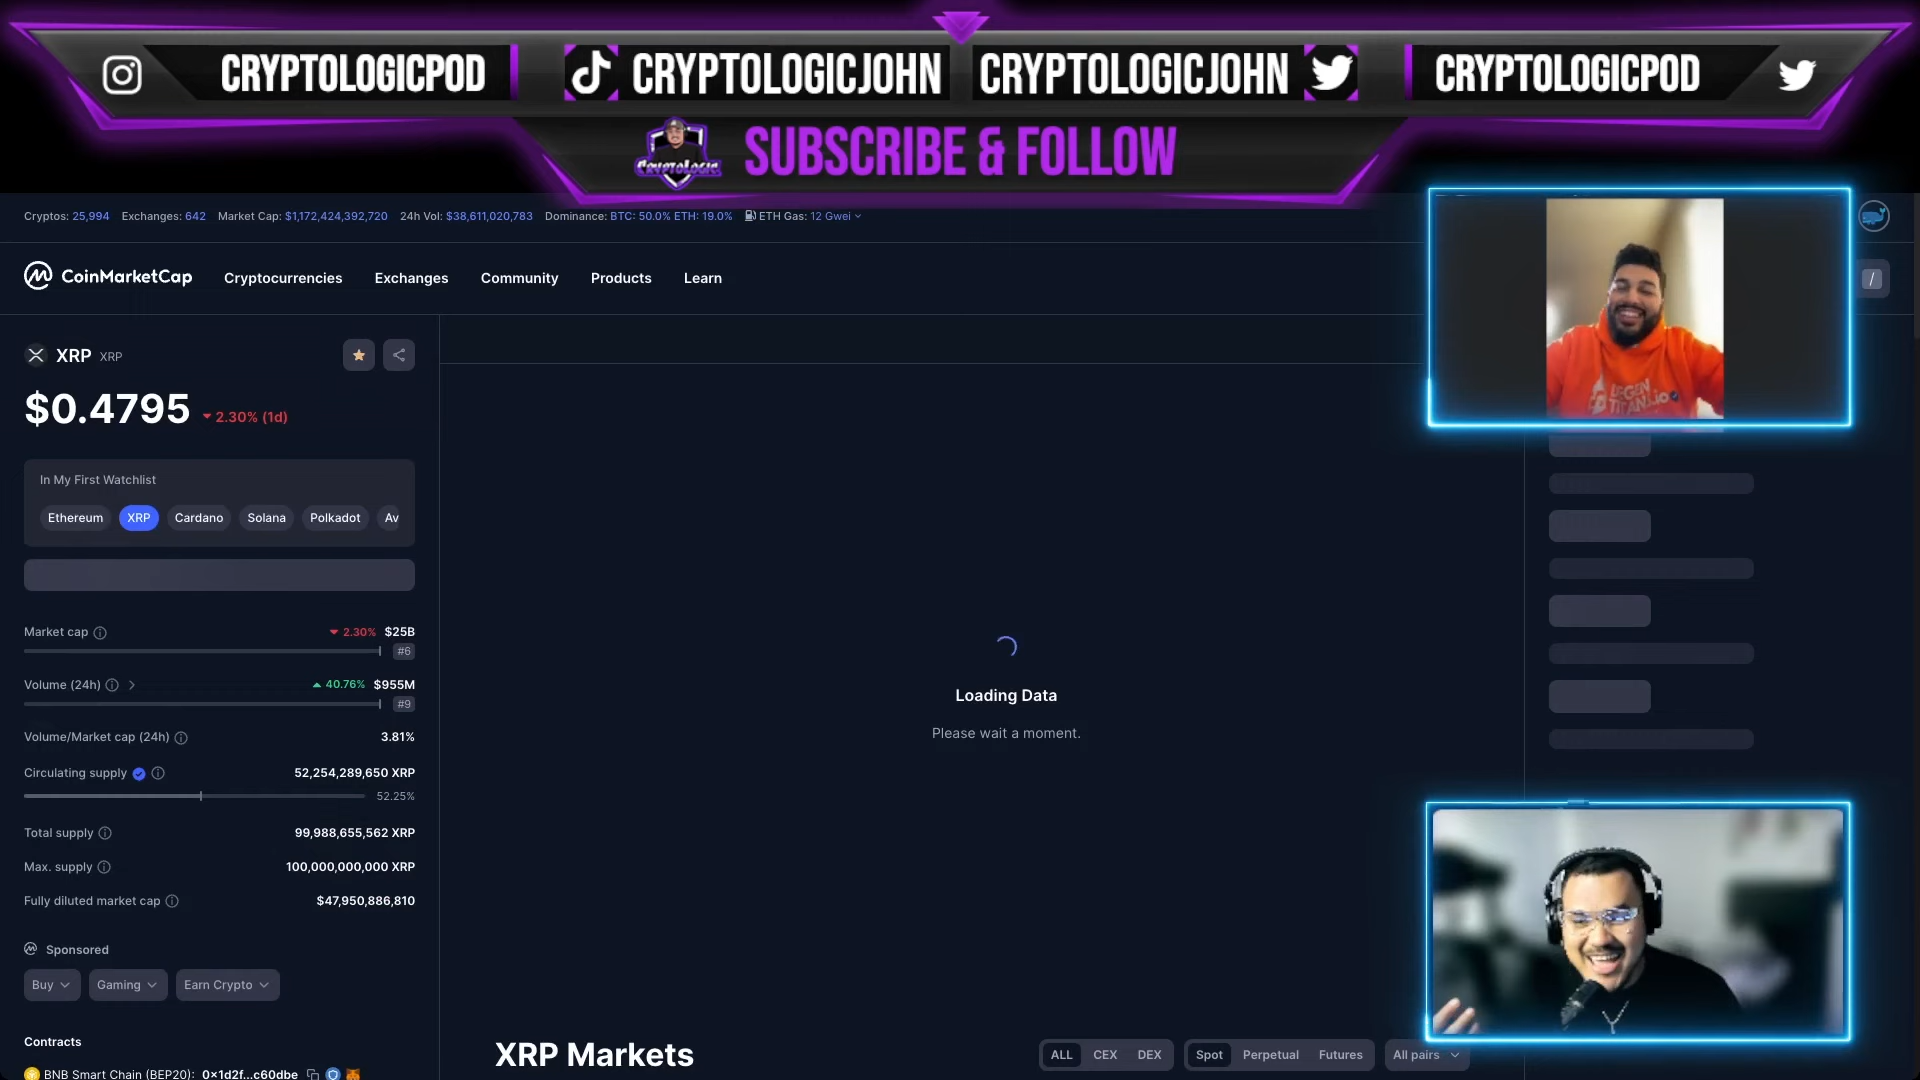 CRYPTOLOGICPOD
CRYPTOLOGICJOHN
CRYPTOLOGICJOHN
CRYPTOLOGICPOD
CRYPTOLOGIC
SUBSCRIBE & FOLLOW
Cryptos: 25,994 Exchanges: 642 Market Cap: $1,172,424,392,720 24h Vol: $38,611,020,783 Dominance: BTC: 50.0% ETH: 19.0% ETH Gas: 12 Gwei
CoinMarketCap
Cryptocurrencies Exchanges Community Products Learn
/
XRP XRP
$0.4795 2.30% (1d)
In My First Watchlist
Ethereum XRP Cardano Solana Polkadot Av
Market cap 2.30% $25B
#6
Volume (24h) 40.76% $955M
#9
Volume/Market cap (24h) 3.81%
Circulating supply 52,254,289,650 XRP
52.25%
Total supply 99,988,655,562 XRP
Max. supply 100,000,000,000 XRP
Fully diluted market cap $47,950,886,810
Sponsored
Buy Gaming Earn Crypto
Contracts
BNB Smart Chain (BEP20): 0x1d2f...c60dbe
Loading Data
Please wait a moment.
XRP Markets
ALL CEX DEX
Spot Perpetual Futures
All pairs